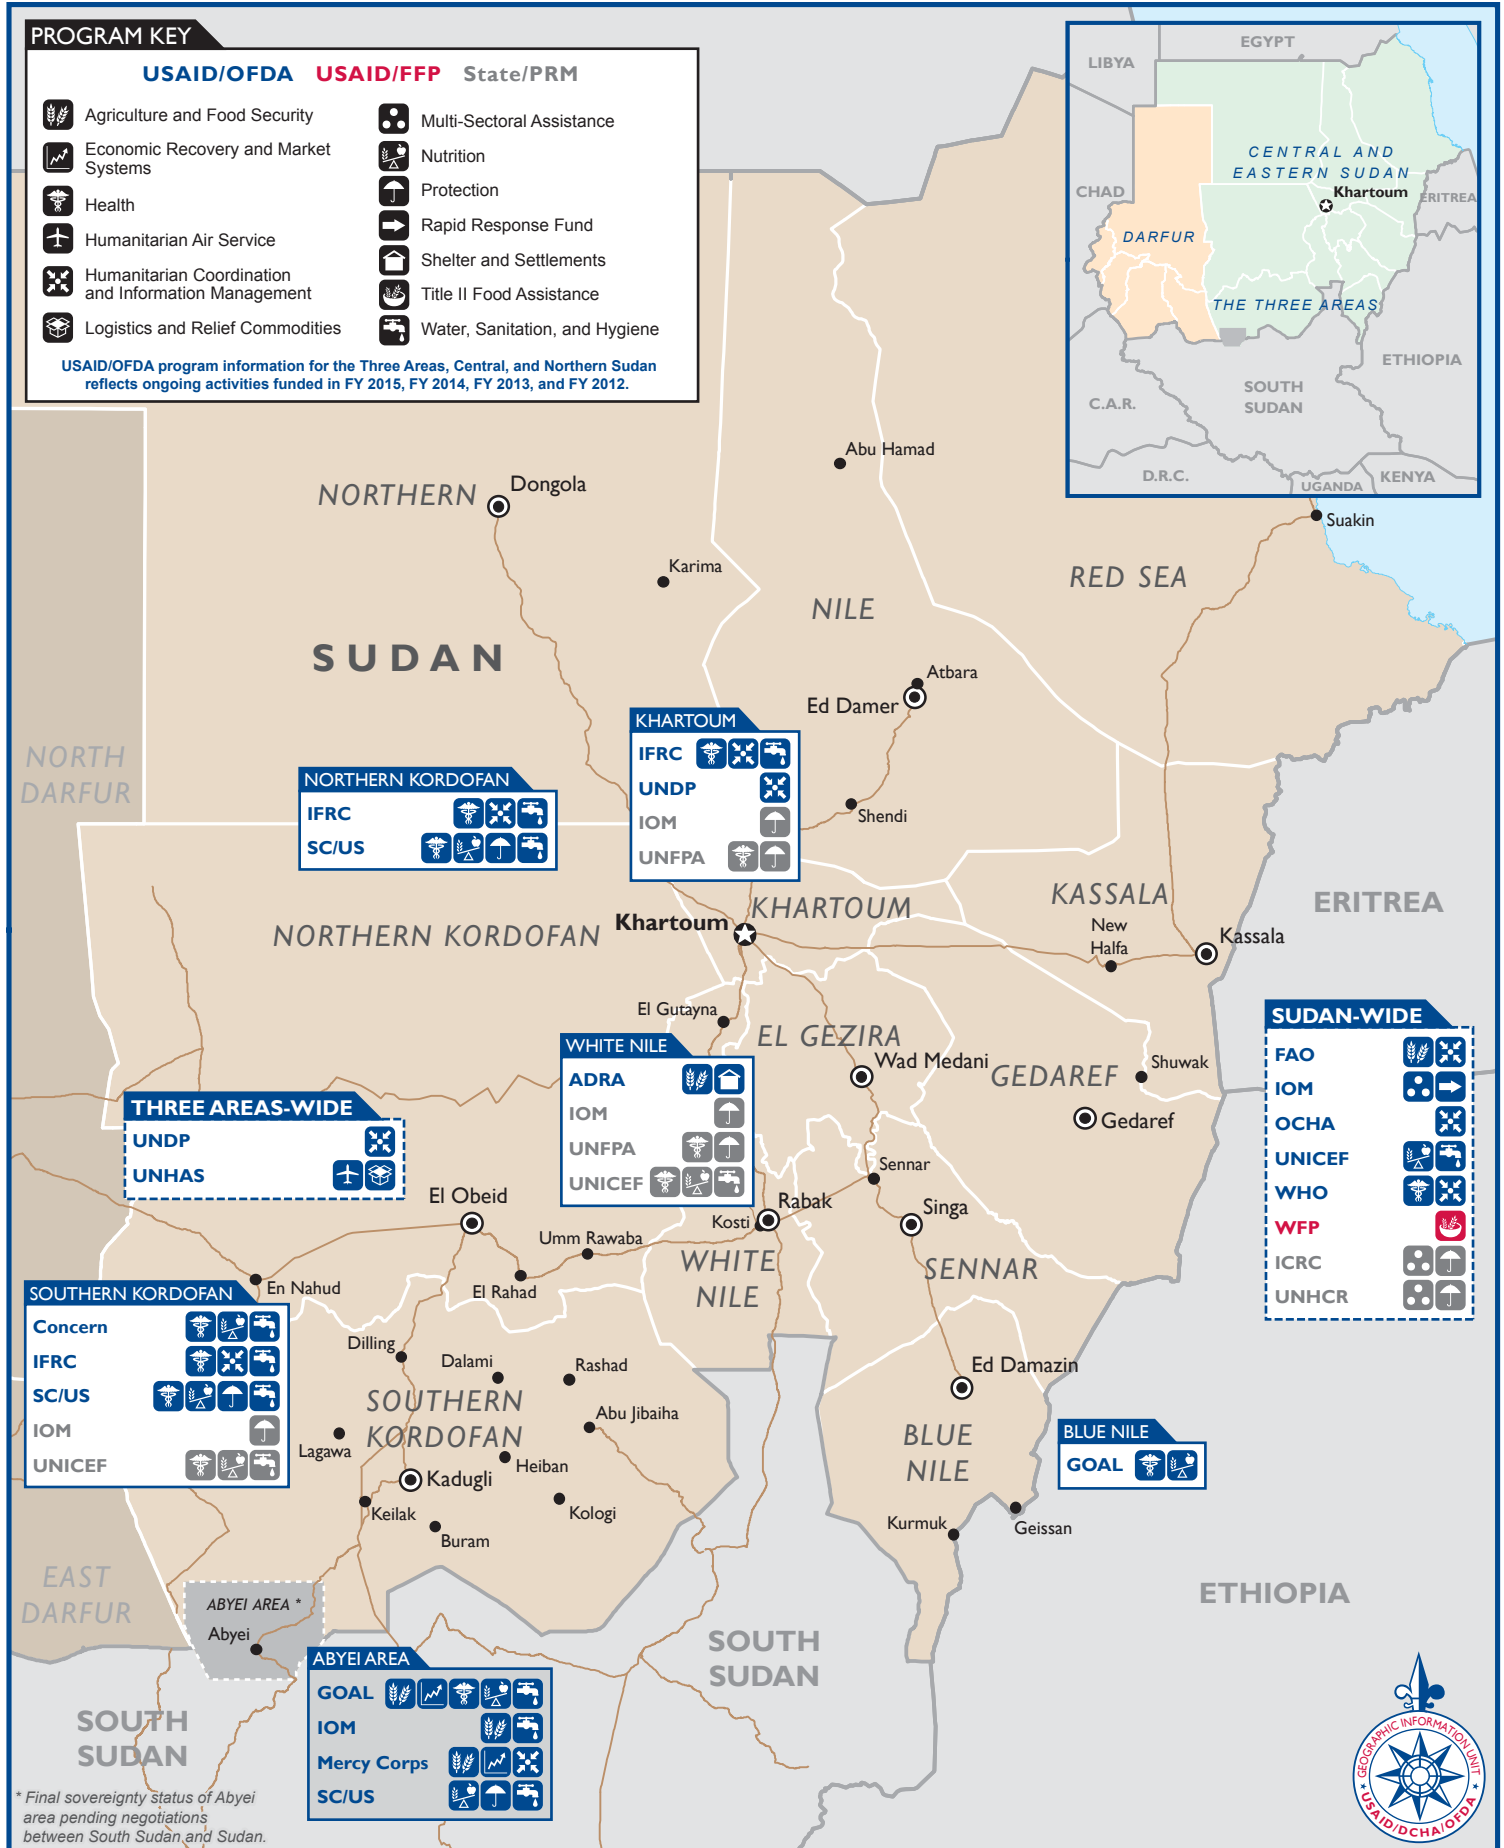 PROGRAM KEY
USAID/OFDA USAID/FFP State/PRM
Agriculture and Food Security
Economic Recovery and Market
Systems
Health
Humanitarian Air Service
Humanitarian Coordination
and Information Management
Logistics and Relief Commodities
Multi-Sectoral Assistance
Nutrition
Protection
Rapid Response Fund
Shelter and Settlements
Title II Food Assistance
Water, Sanitation, and Hygiene
USAID/OFDA program information for the Three Areas, Central, and Northern Sudan
reflects ongoing activities funded in FY 2015, FY 2014, FY 2013, and FY 2012.
EGYPT
LIBYA
CENTRAL AND
EASTERN SUDAN
CHAD
Khartoum
ERITREA
DARFUR
THE THREE AREAS
ETHIOPIA
SOUTH
SUDAN
C.A.R.
D.R.C.
UGANDA
KENYA
Abu Hamad
NORTHERN
Dongola
Suakin
Karima
RED SEA
NILE
SUDAN
Atbara
Ed Damer
NORTH
DARFUR
KHARTOUM
IFRC
UNDP
IOM
UNFPA
NORTHERN KORDOFAN
IFRC
SC/US
Shendi
KASSALA
ERITREA
KHARTOUM
Khartoum
NORTHERN KORDOFAN
New
Halfa
Kassala
El Gutayna
EL GEZIRA
SUDAN-WIDE
FAO
IOM
OCHA
UNICEF
WHO
WFP
ICRC
UNHCR
WHITE NILE
ADRA
IOM
UNFPA
UNICEF
Wad Medani
GEDAREF
Shuwak
Gedaref
THREE AREAS-WIDE
UNDP
UNHAS
El Obeid
Sennar
Rabak
Singa
Kosti
Umm Rawaba
WHITE
NILE
SENNAR
En Nahud
El Rahad
SOUTHERN KORDOFAN
Concern
IFRC
SC/US
IOM
UNICEF
Dilling
Dalami
Rashad
Ed Damazin
SOUTHERN
KORDOFAN
Abu Jibaiha
Lagawa
Heiban
BLUE
NILE
BLUE NILE
GOAL
Kadugli
Keilak
Kologi
Buram
Kurmuk
Geissan
EAST
DARFUR
ABYEI AREA *
Abyei
ETHIOPIA
SOUTH
SUDAN
ABYEI AREA
GOAL
IOM
Mercy Corps
SC/US
SOUTH
SUDAN
* Final sovereignty status of Abyei
area pending negotiations
between South Sudan and Sudan.
GEOGRAPHIC INFORMATION UNIT
USAID/DCHA/OFDA